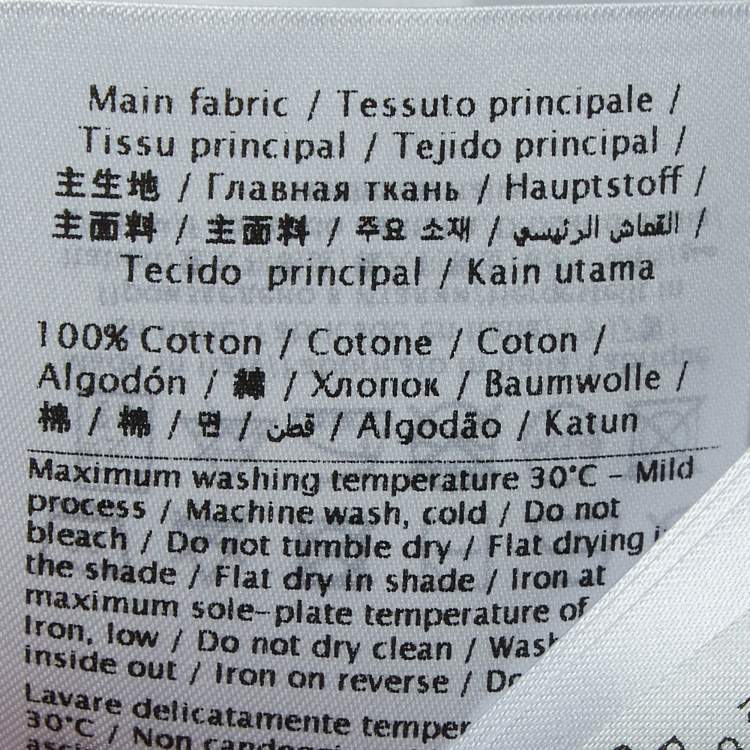 Main fabric / Tessuto principale /
Tissu principal / Tejido principal /
主生地 / Главная ткань / Hauptstoff /
主面料 / 主面料 / 주요 소재 / القماش الرئيسي /
Tecido principal / Kain utama
100% Cotton / Cotone / Coton /
Algodón / 綿 / Хлопок / Baumwolle /
棉 / 棉 / 면 / قطن / Algodão / Katun
Maximum washing temperature 30°C – Mild
process / Machine wash, cold / Do not
bleach / Do not tumble dry / Flat drying
the shade / Flat dry in shade / Iron at
maximum sole-plate temperature of
Iron, low / Do not dry clean / Wash
inside out / Iron on reverse /
Lavare delicatamente
30°C / Non